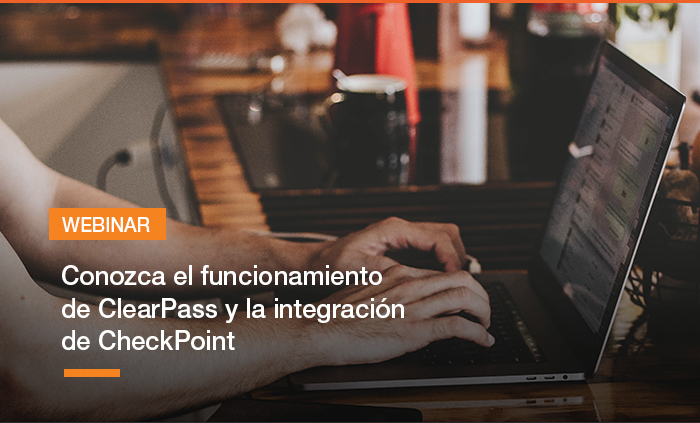 WEBINAR
Conozca el funcionamiento
de ClearPass y la integración
de CheckPoint